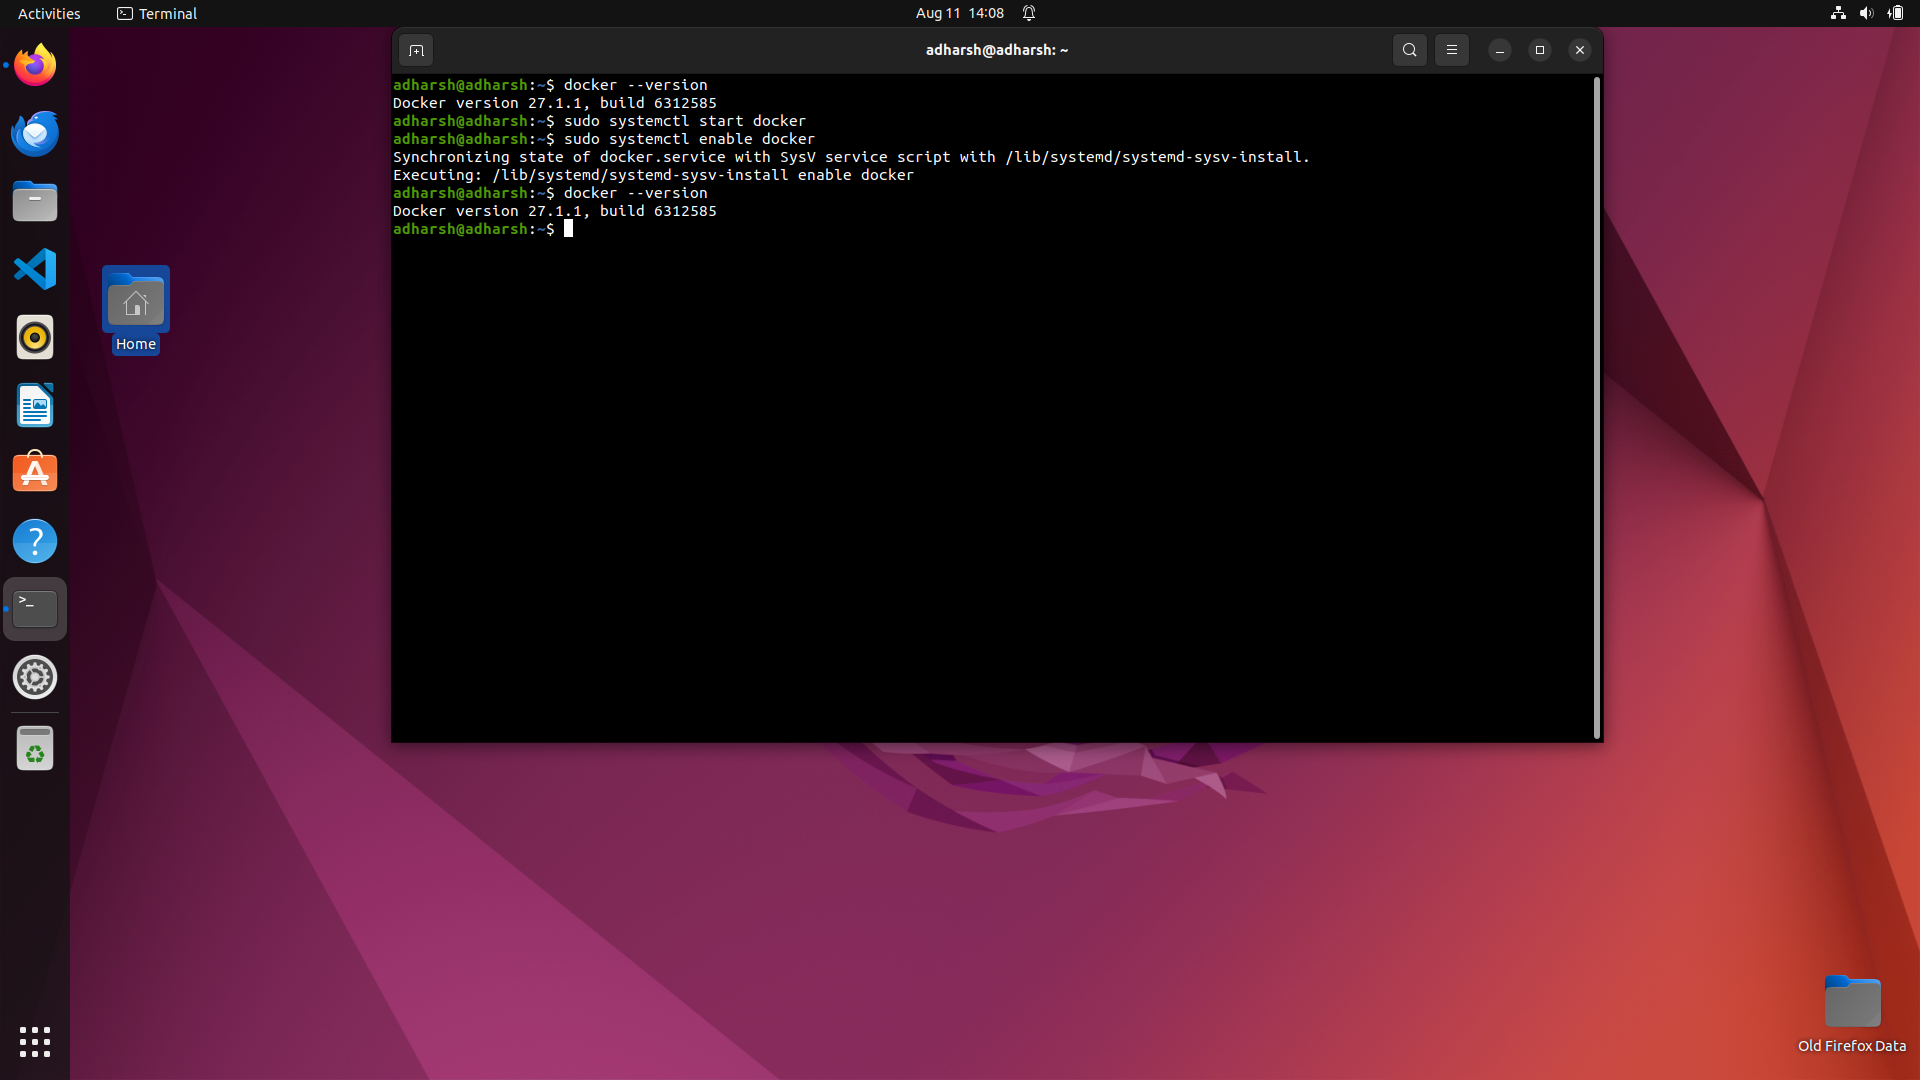 Activities
Terminal
Aug 11 14:08
adharsh@adharsh: ~
adharsh@adharsh:~$ docker --version
Docker version 27.1.1, build 6312585
adharsh@adharsh:~$ sudo systemctl start docker
adharsh@adharsh:~$ sudo systemctl enable docker
Synchronizing state of docker.service with SysV service script with /lib/systemd/systemd-sysv-install.
Executing: /lib/systemd/systemd-sysv-install enable docker
adharsh@adharsh:~$ docker --version
Docker version 27.1.1, build 6312585
adharsh@adharsh:~$
Home
Old Firefox Data